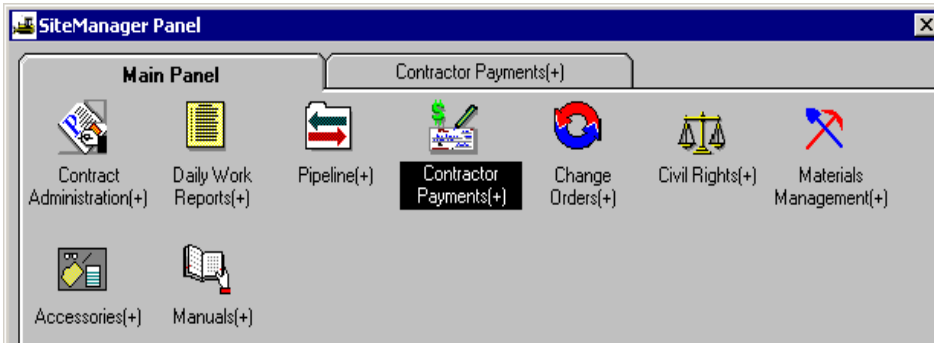 SiteManager Panel
Main Panel
Contractor Payments(+)
Contract
Administration(+)
Daily Work
Reports(+)
Pipeline(+)
Contractor
Payments(+)
Change
Orders(+)
Civil Rights(+)
Materials
Management(+)
Accessories(+)
Manuals(+)